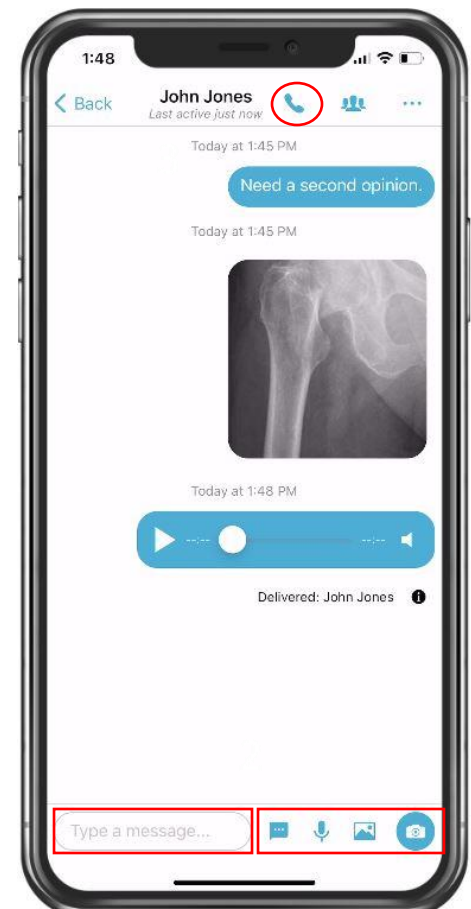 1:48
Back
John Jones
Last active just now
Today at 1:45 PM
Need a second opinion.
Today at 1:45 PM
Today at 1:48 PM
--:-- --:--
Delivered: John Jones
Type a message...